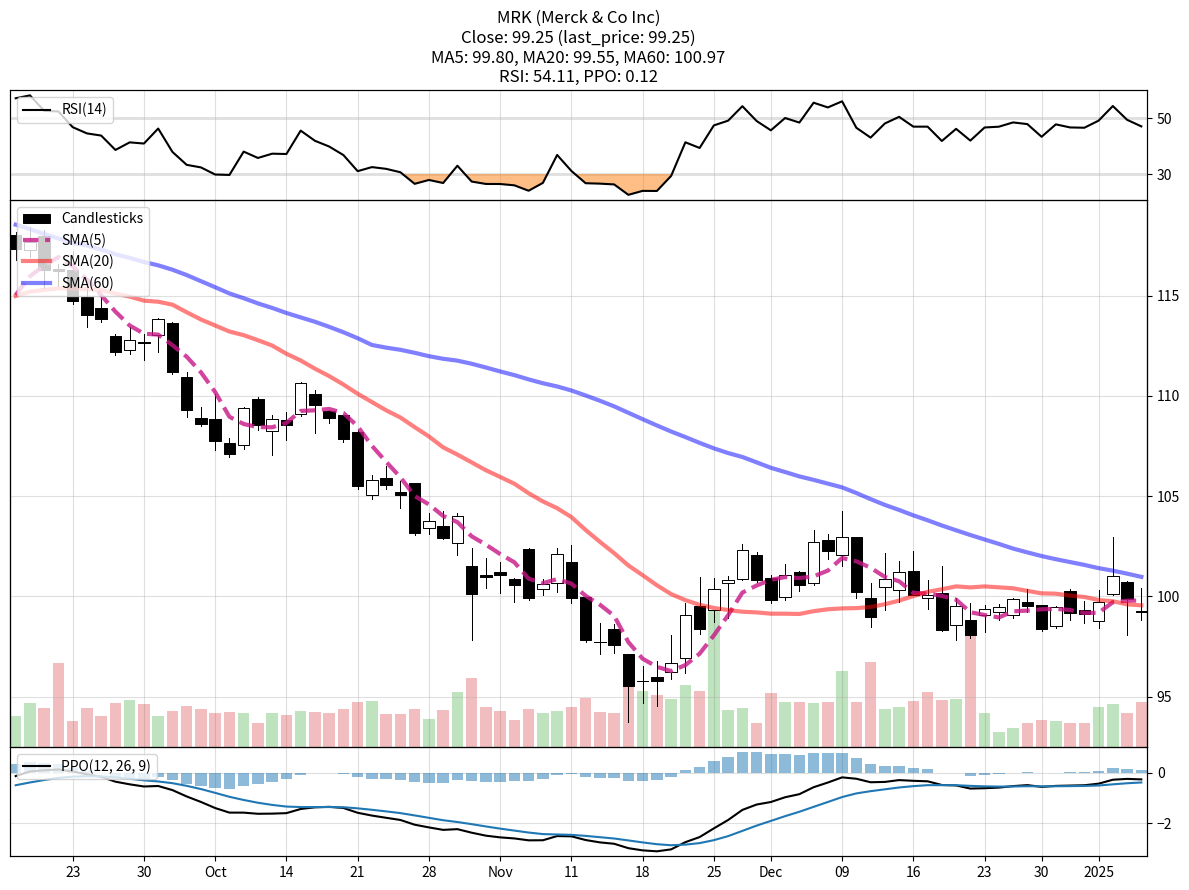 MRK (Merck & Co Inc)
Close: 99.25 (last_price: 99.25)
MA5: 99.80, MA20: 99.55, MA60: 100.97
RSI: 54.11, PPO: 0.12
RSI(14)
50
30
Candlesticks
SMA(5)
SMA(20)
SMA(60)
115
110
105
100
95
PPO(12, 26, 9)
0
−2
23 30 Oct 14 21 28 Nov 11 18 25 Dec 09 16 23 30 2025